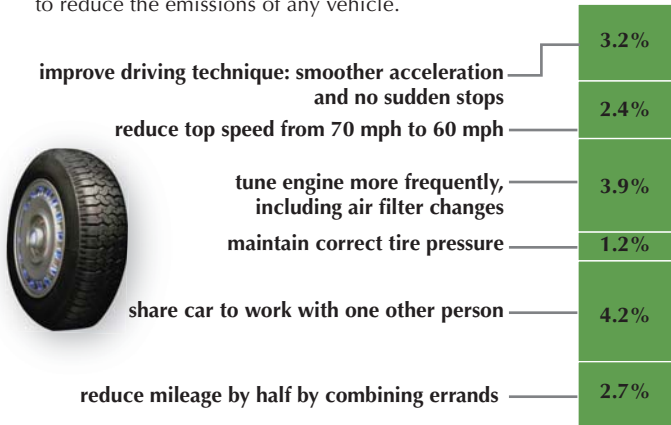 to reduce the emissions of any vehicle.
3.2%
improve driving technique: smoother acceleration
and no sudden stops
2.4%
reduce top speed from 70 mph to 60 mph
tune engine more frequently,
including air filter changes
3.9%
maintain correct tire pressure
1.2%
share car to work with one other person
4.2%
reduce mileage by half by combining errands
2.7%